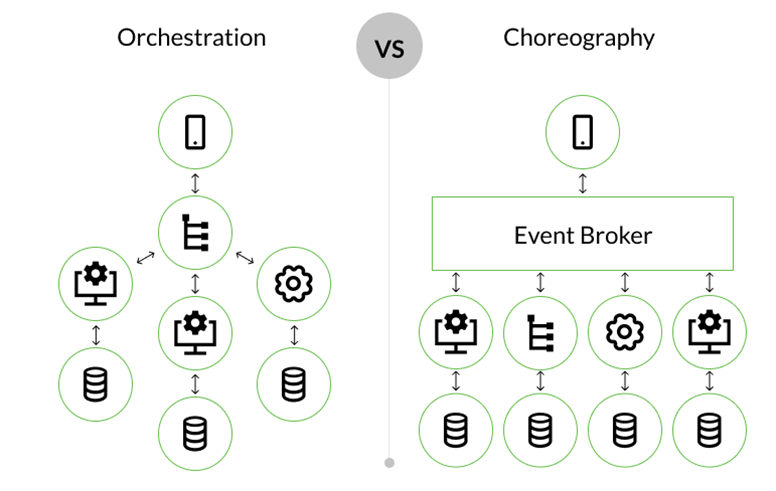 Orchestration
VS
Choreography
Event Broker